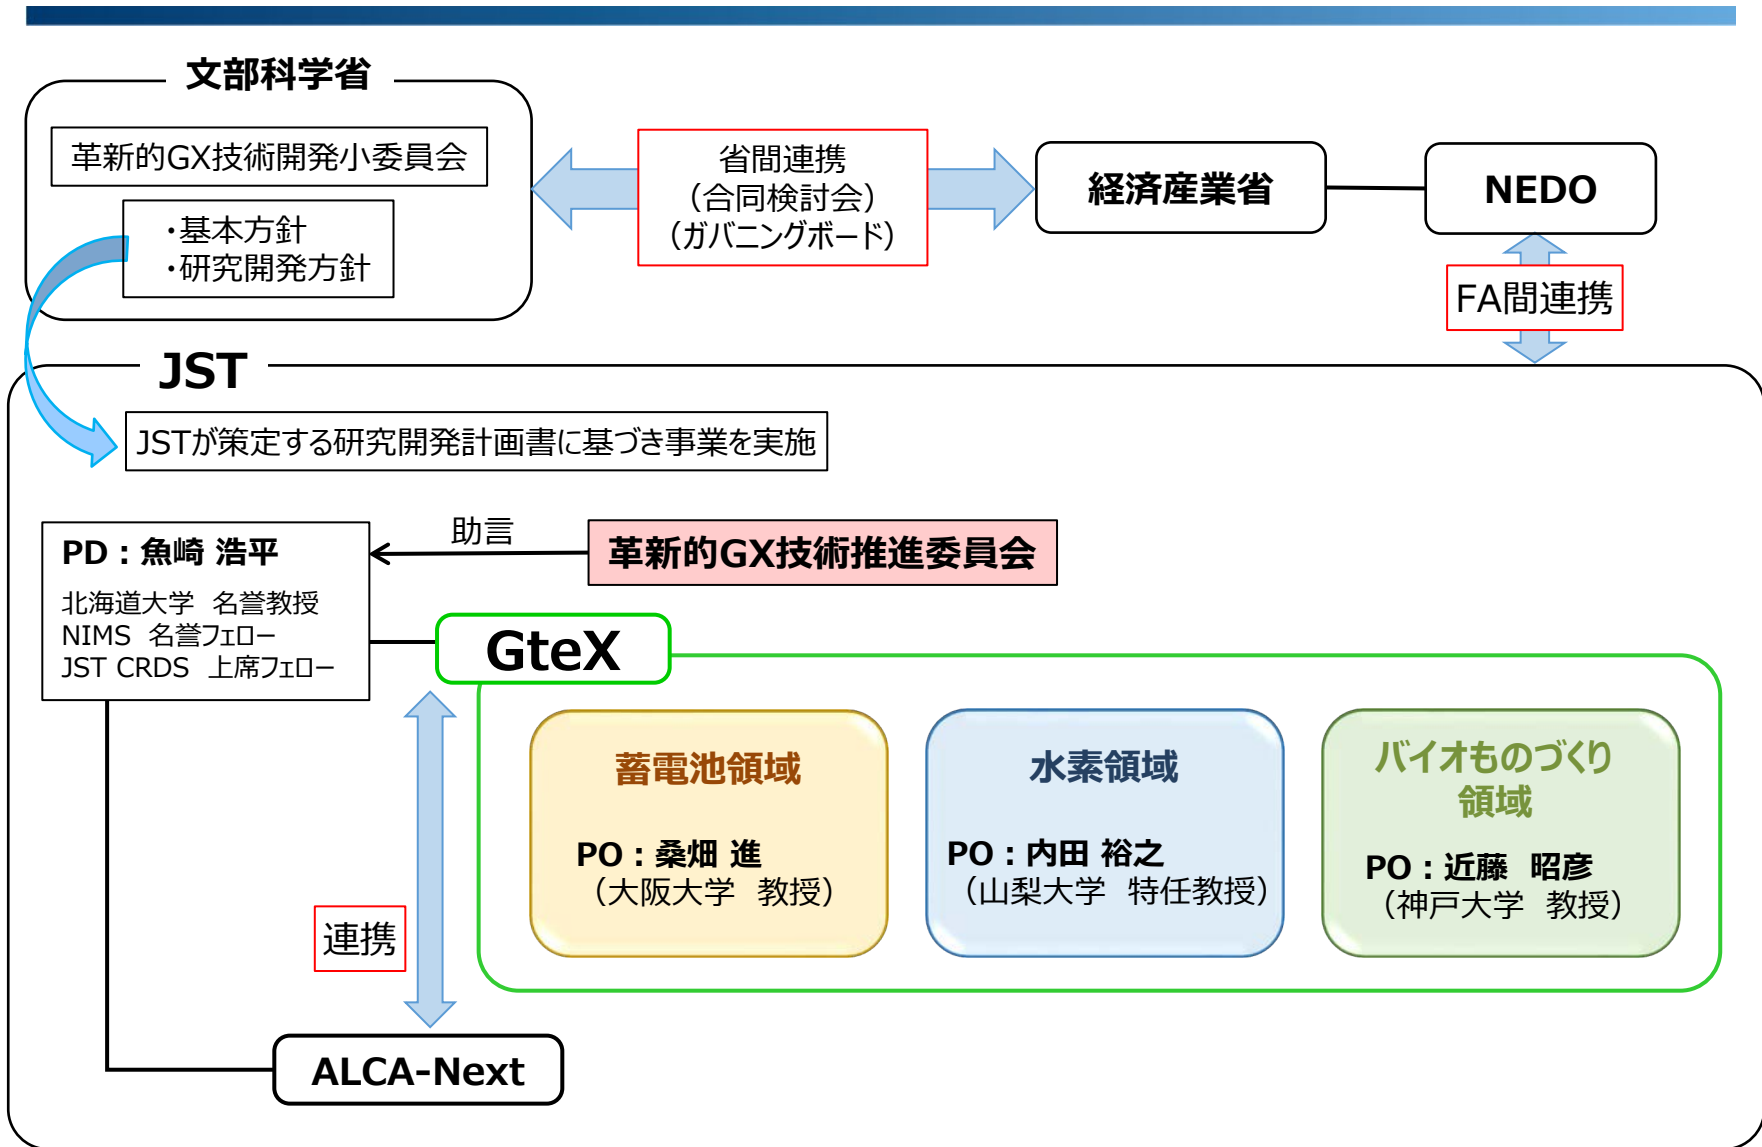 文部科学省
革新的GX技術開発小委員会
・基本方針
・研究開発方針
省間連携
（合同検討会）
（ガバニングボード）
経済産業省
NEDO
FA間連携
JST
JSTが策定する研究開発計画書に基づき事業を実施
PD：魚崎 浩平
北海道大学 名誉教授
NIMS 名誉フェロー
JST CRDS 上席フェロー
助言
革新的GX技術推進委員会
GteX
蓄電池領域
PO：桑畑 進
（大阪大学 教授）
水素領域
PO：内田 裕之
（山梨大学 特任教授）
バイオものづくり
領域
PO：近藤 昭彦
（神戸大学 教授）
連携
ALCA-Next